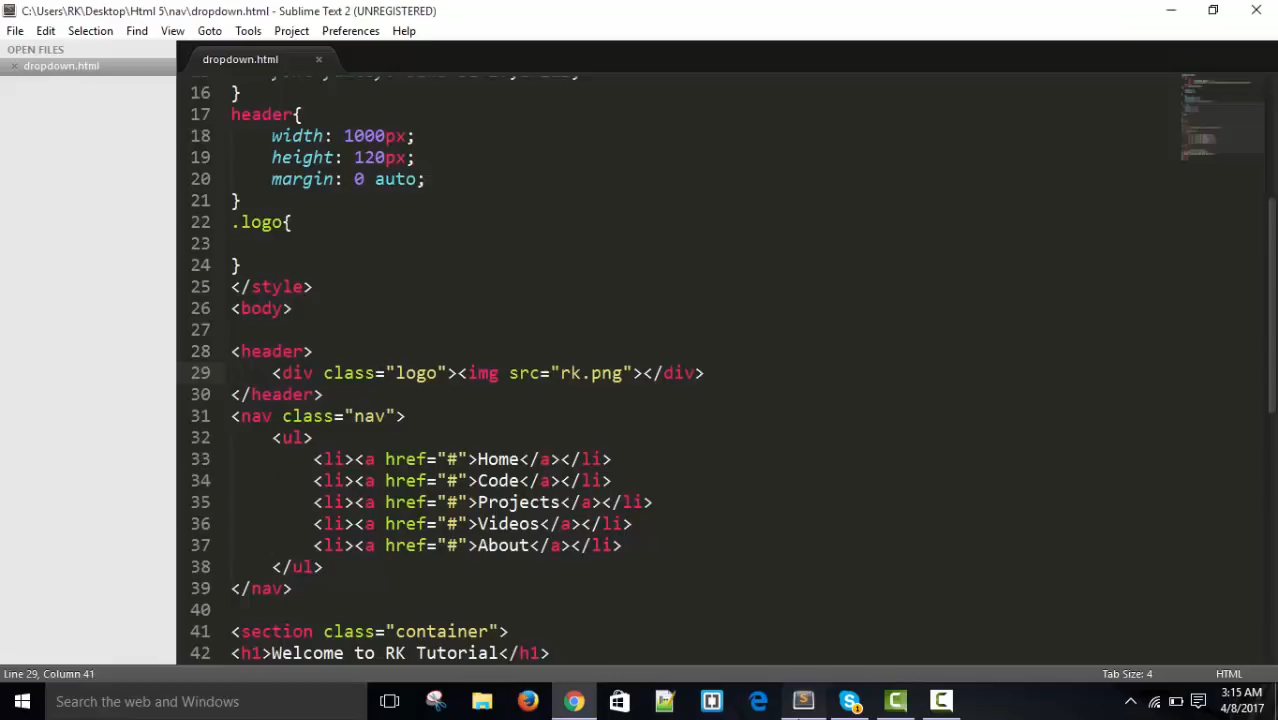 C:\Users\RK\Desktop\Html 5\nav\dropdown.html - Sublime Text 2 (UNREGISTERED)
File Edit Selection Find View Goto Tools Project Preferences Help
OPEN FILES
dropdown.html
dropdown.html
16 }
17 header{
18 width: 1000px;
19 height: 120px;
20 margin: 0 auto;
21 }
22 .logo{
23
24 }
25 </style>
26 <body>
27
28 <header>
29 <div class="logo"><img src="rk.png"></div>
30 </header>
31 <nav class="nav">
32 <ul>
33 <li><a href="#">Home</a></li>
34 <li><a href="#">Code</a></li>
35 <li><a href="#">Projects</a></li>
36 <li><a href="#">Videos</a></li>
37 <li><a href="#">About</a></li>
38 </ul>
39 </nav>
40
41 <section class="container">
42 <h1>Welcome to RK Tutorial</h1>
Line 29, Column 41
Tab Size: 4
HTML
Search the web and Windows
3:15 AM
4/8/2017